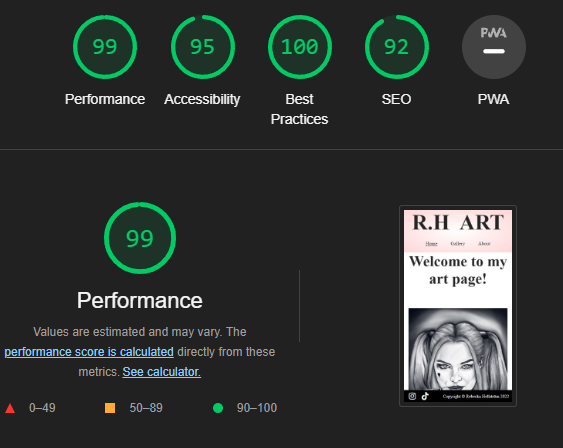 99
95
100
92
PWA
Performance
Accessibility
Best
Practices
SEO
PWA
99
Performance
Values are estimated and may vary. The
performance score is calculated directly from these
metrics. See calculator.
0–49
50–89
90–100
R.H ART
Home Gallery About
Welcome to my
art page!
Copyright © Rebecka Hellström 2023